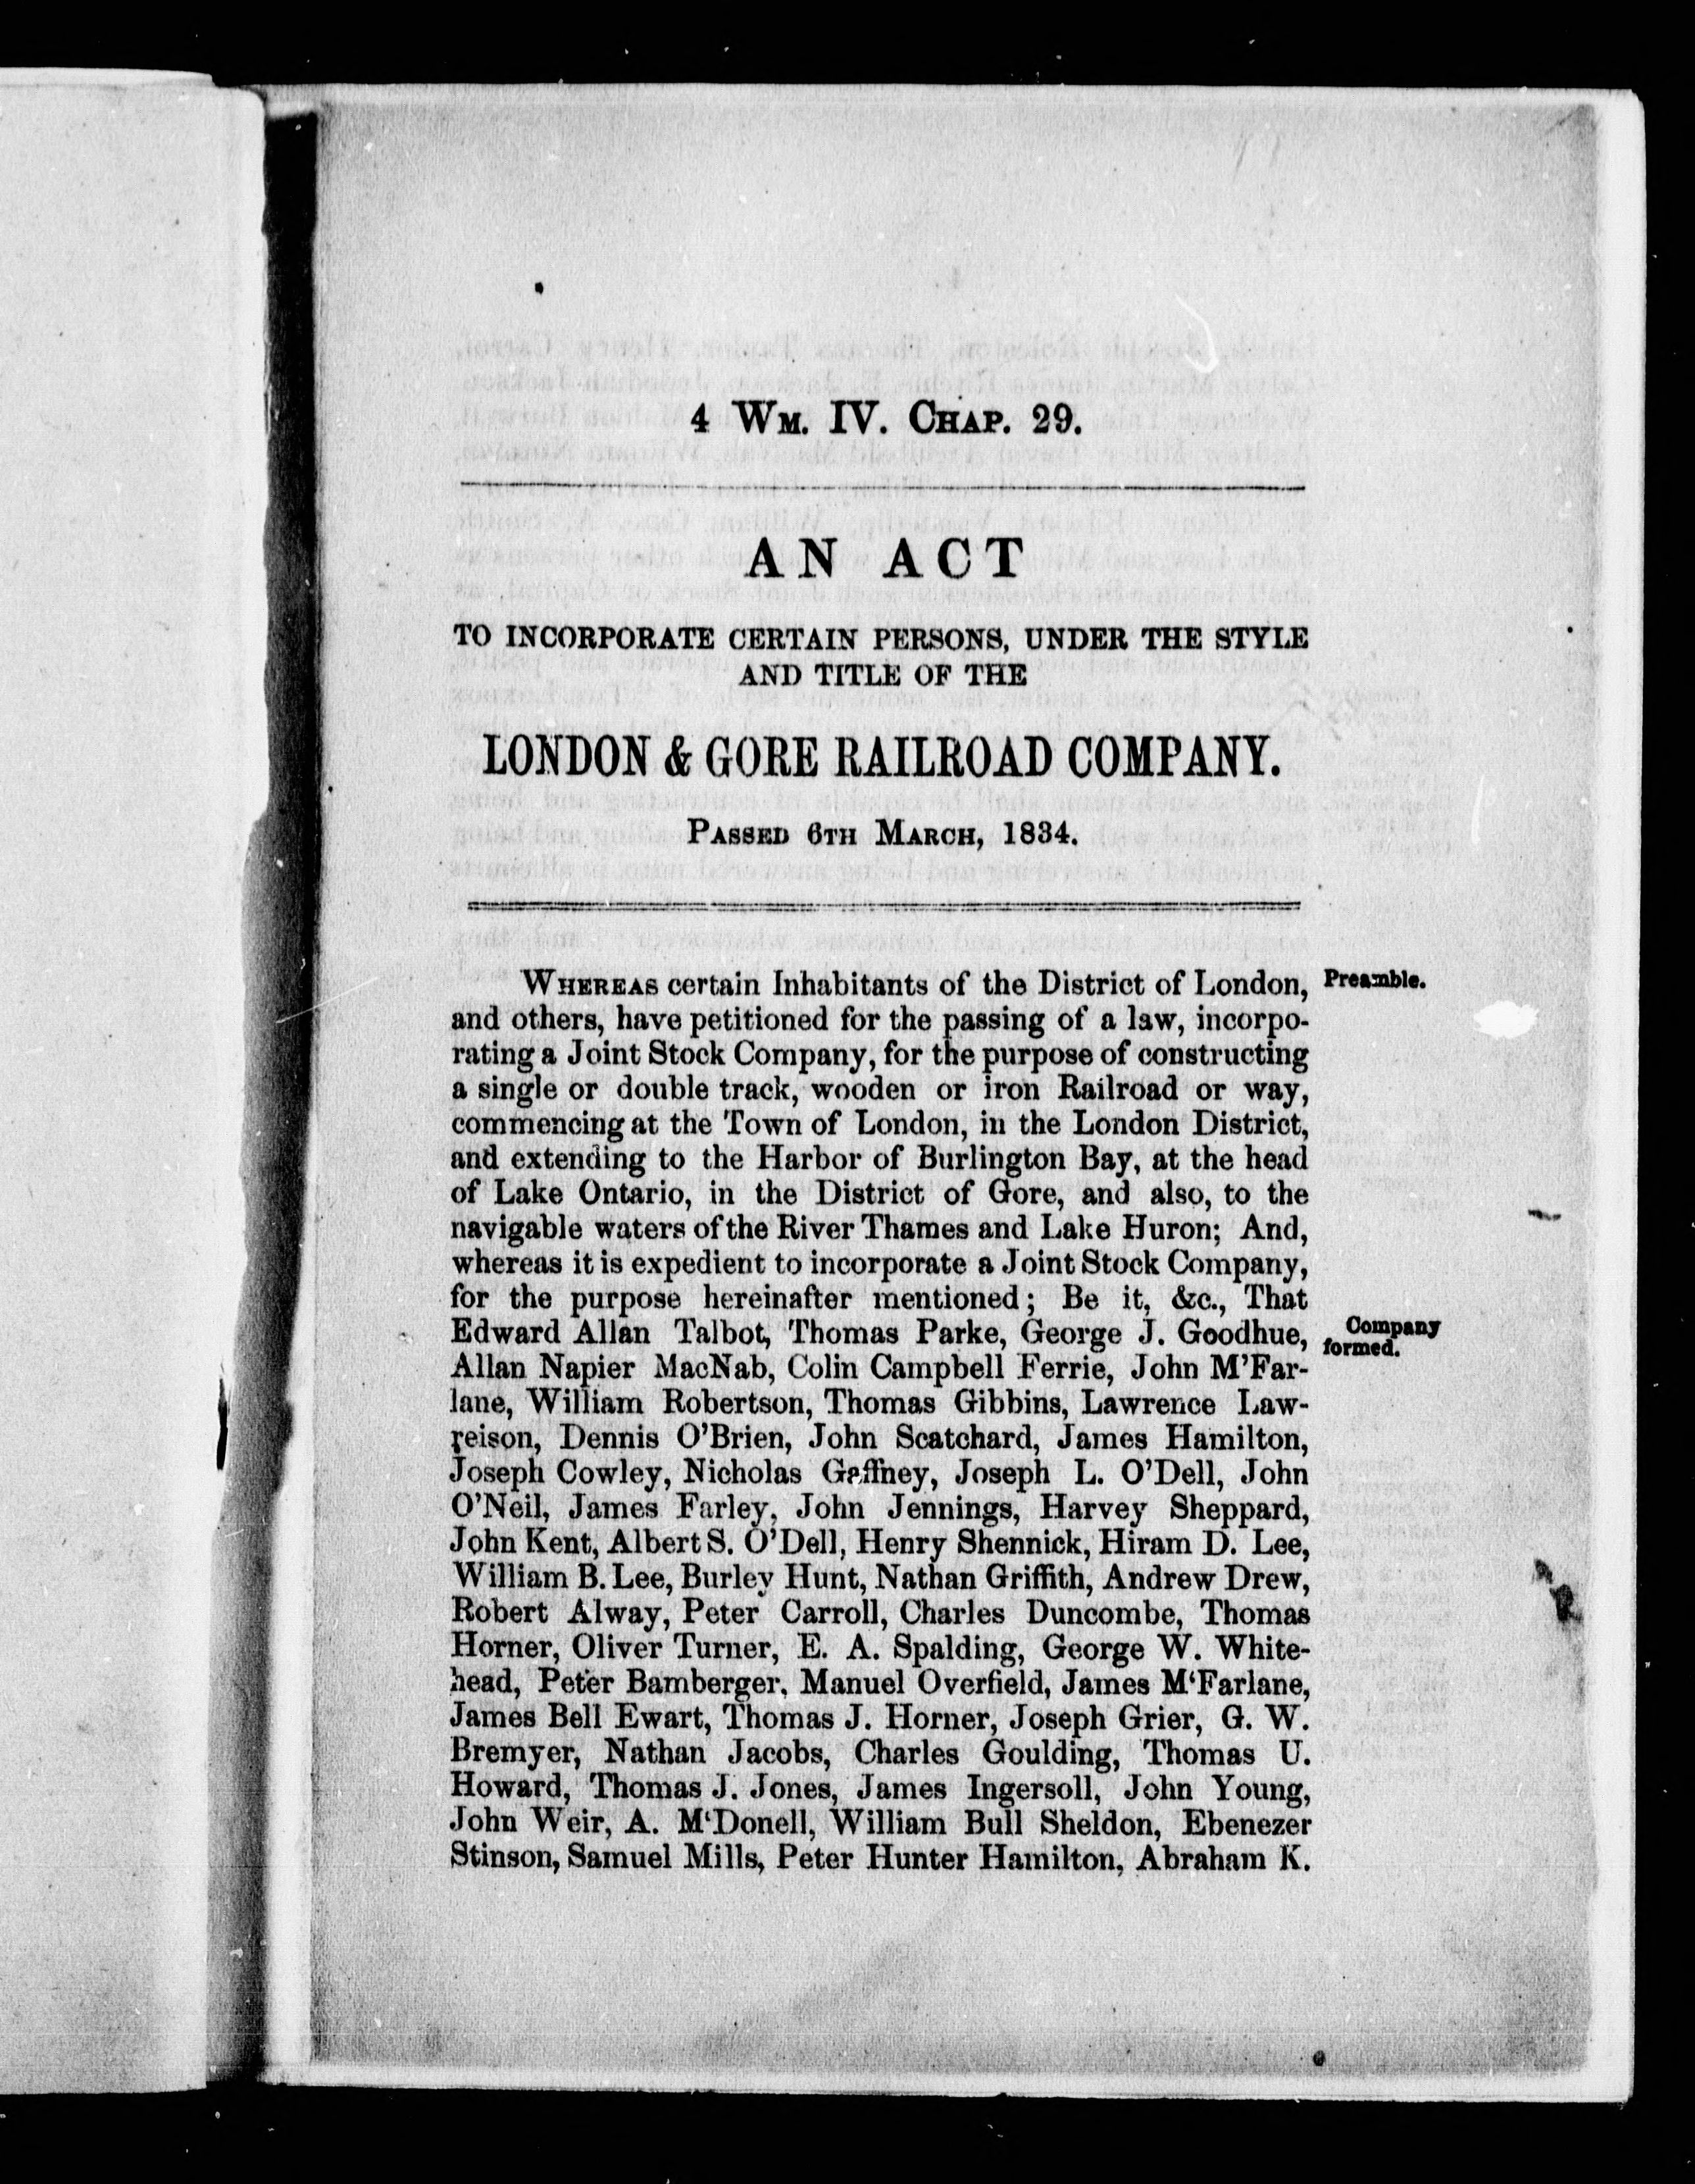 4 WM. IV. CHAP. 29.
AN ACT
TO INCORPORATE CERTAIN PERSONS, UNDER THE STYLE
AND TITLE OF THE
LONDON & GORE RAILROAD COMPANY.
PASSED 6TH MARCH, 1834.
WHEREAS certain Inhabitants of the District of London, Preamble.
and others, have petitioned for the passing of a law, incorpo-
rating a Joint Stock Company, for the purpose of constructing
a single or double track, wooden or iron Railroad or way,
commencing at the Town of London, in the London District,
and extending to the Harbor of Burlington Bay, at the head
of Lake Ontario, in the District of Gore, and also, to the
navigable waters of the River Thames and Lake Huron; And,
whereas it is expedient to incorporate a Joint Stock Company,
for the purpose hereinafter mentioned; Be it, &c., That
Edward Allan Talbot, Thomas Parke, George J. Goodhue, Company
formed.
Allan Napier MacNab, Colin Campbell Ferrie, John M'Far-
lane, William Robertson, Thomas Gibbins, Lawrence Law-
reison, Dennis O'Brien, John Scatchard, James Hamilton,
Joseph Cowley, Nicholas Gaffney, Joseph L. O'Dell, John
O'Neil, James Farley, John Jennings, Harvey Sheppard,
John Kent, Albert S. O'Dell, Henry Shennick, Hiram D. Lee,
William B. Lee, Burley Hunt, Nathan Griffith, Andrew Drew,
Robert Alway, Peter Carroll, Charles Duncombe, Thomas
Horner, Oliver Turner, E. A. Spalding, George W. White-
head, Peter Bamberger, Manuel Overfield, James M‘Farlane,
James Bell Ewart, Thomas J. Horner, Joseph Grier, G. W.
Bremyer, Nathan Jacobs, Charles Goulding, Thomas U.
Howard, Thomas J. Jones, James Ingersoll, John Young,
John Weir, A. M‘Donell, William Bull Sheldon, Ebenezer
Stinson, Samuel Mills, Peter Hunter Hamilton, Abraham K.